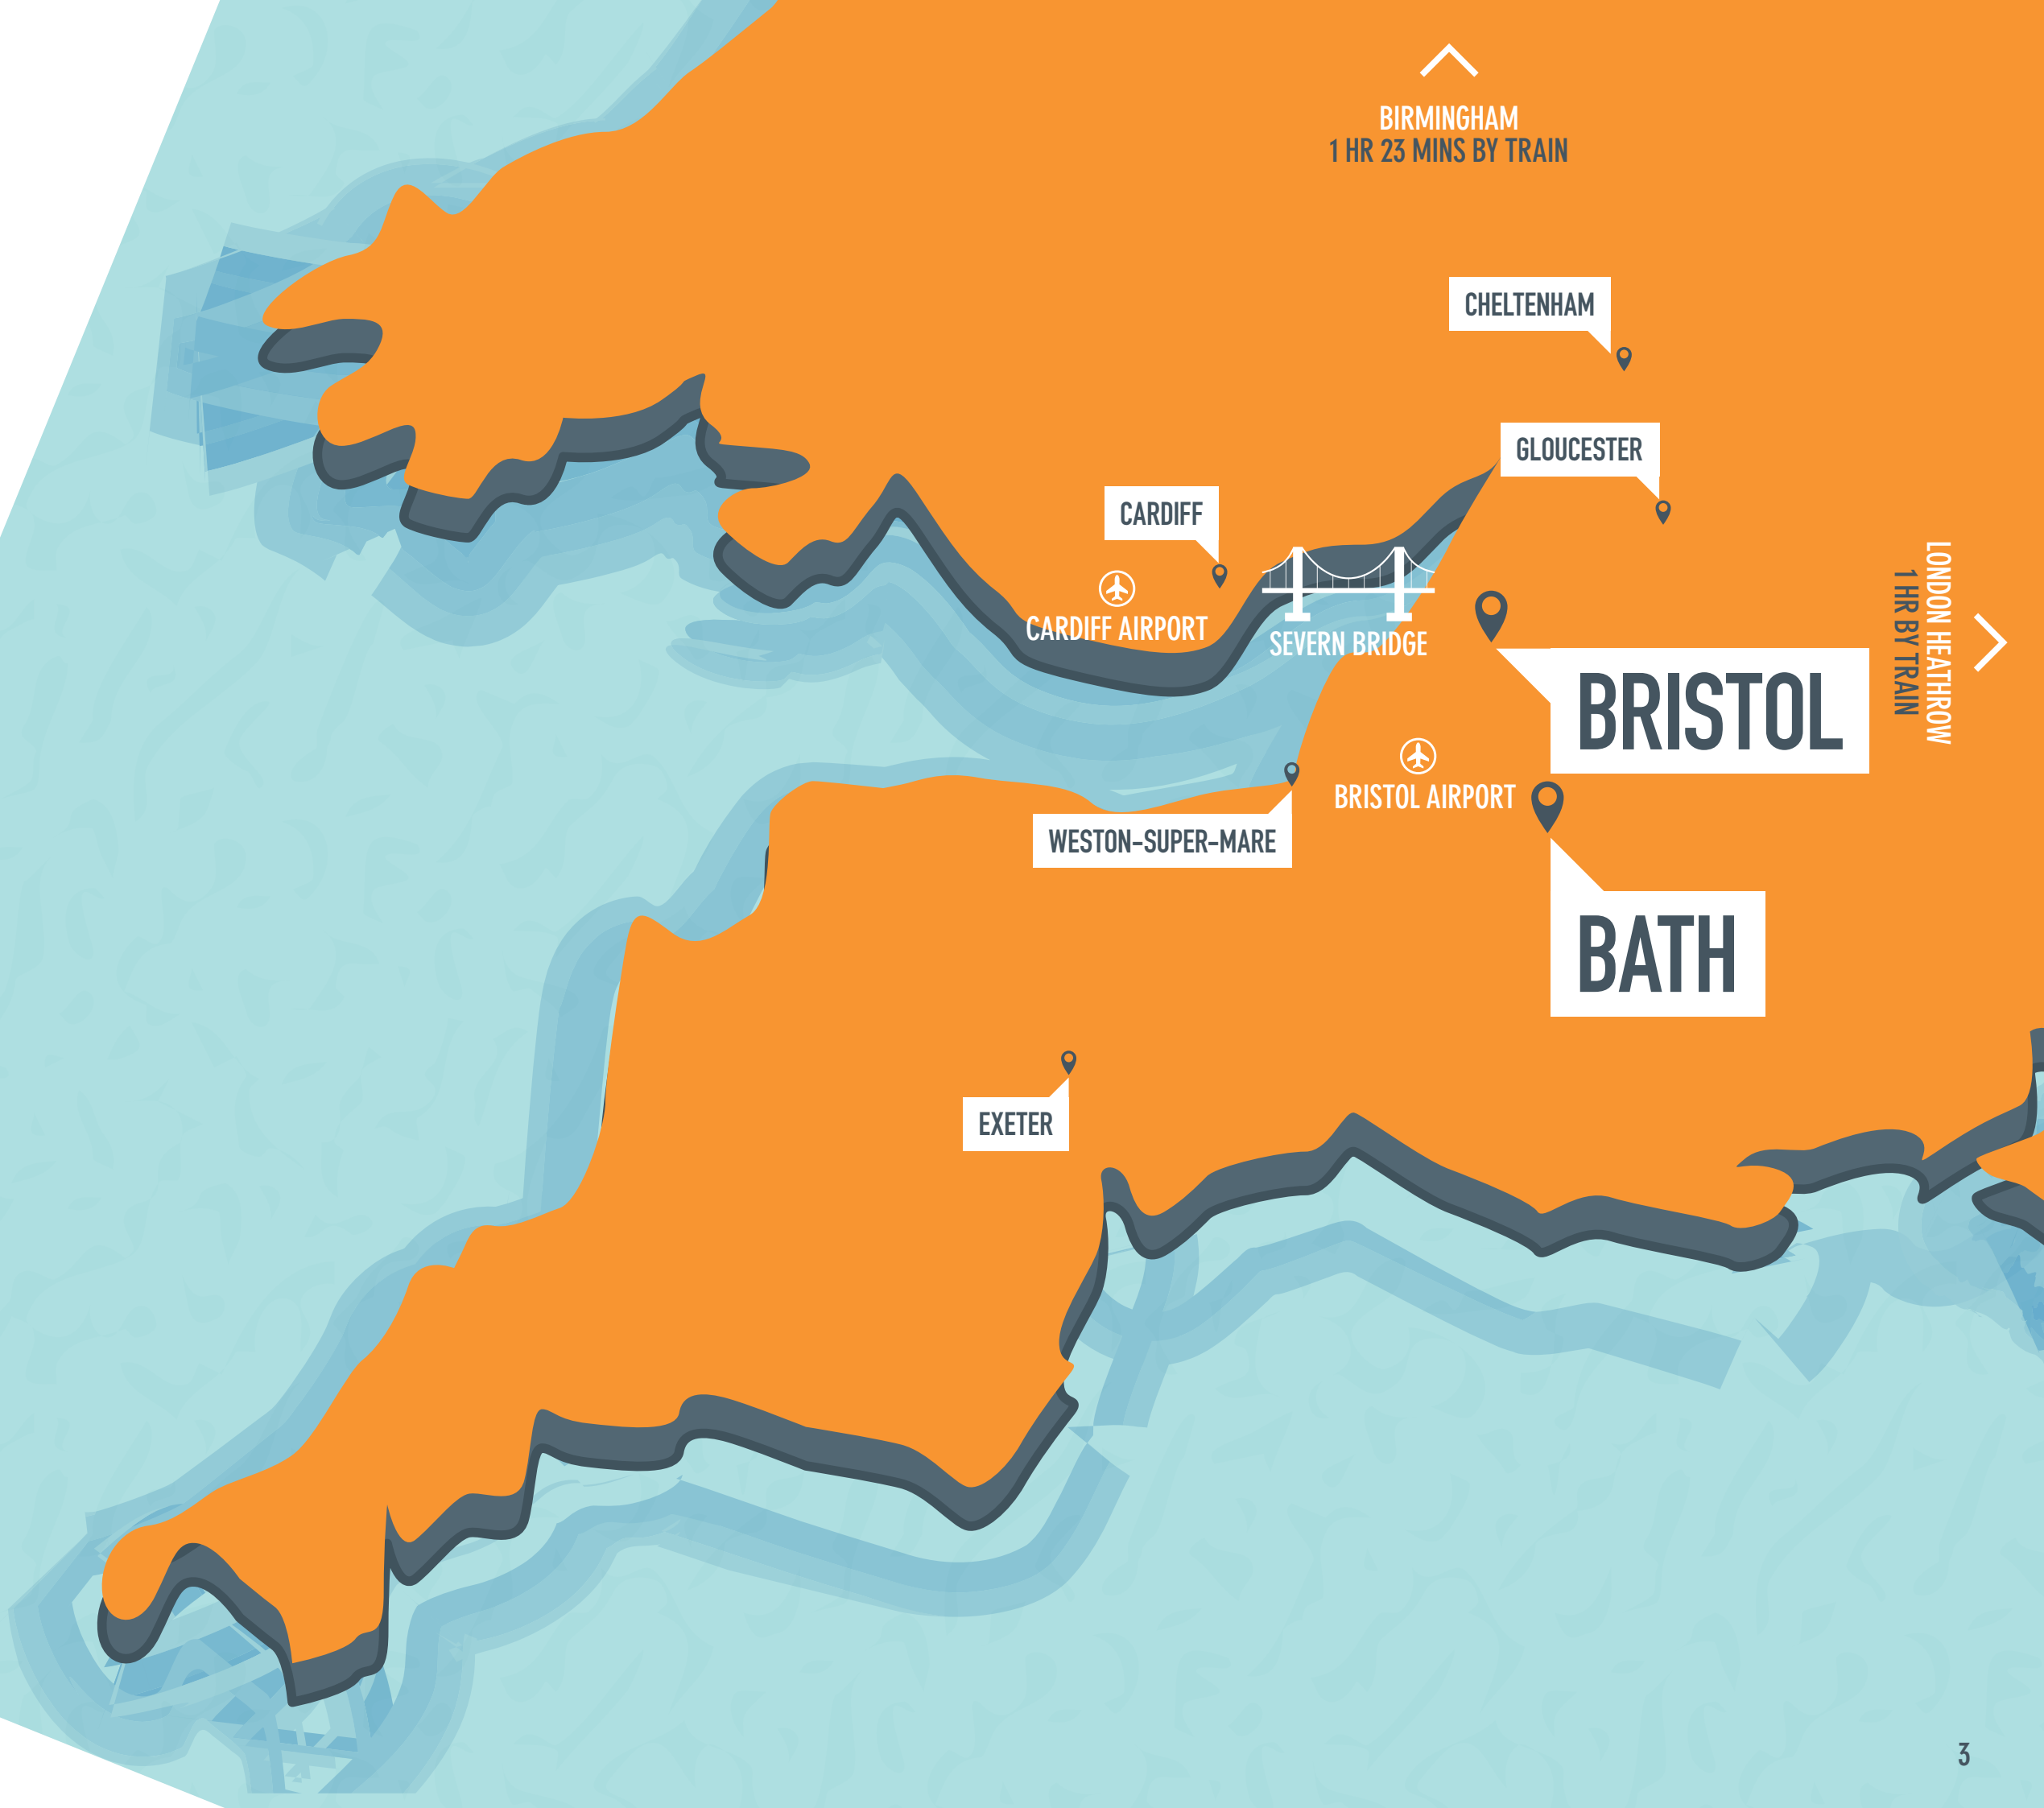 BIRMINGHAM
1 HR 23 MINS BY TRAIN
CHELTENHAM
GLOUCESTER
CARDIFF
LONDON HEATHROW
1 HR BY TRAIN
CARDIFF AIRPORT
SEVERN BRIDGE
BRISTOL
BRISTOL AIRPORT
WESTON-SUPER-MARE
BATH
EXETER
3